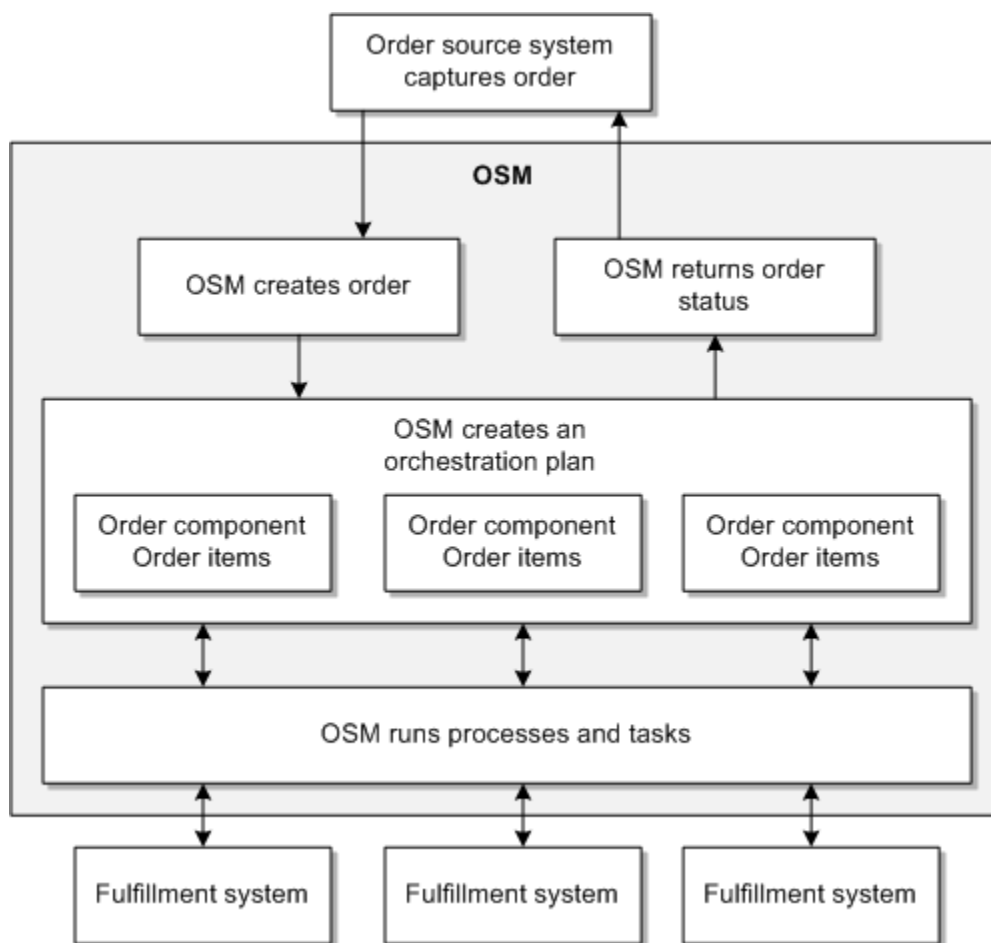 Order source system
captures order
OSM
OSM creates order
OSM returns order
status
OSM creates an
orchestration plan
Order component
Order items
Order component
Order items
Order component
Order items
OSM runs processes and tasks
Fulfillment system
Fulfillment system
Fulfillment system